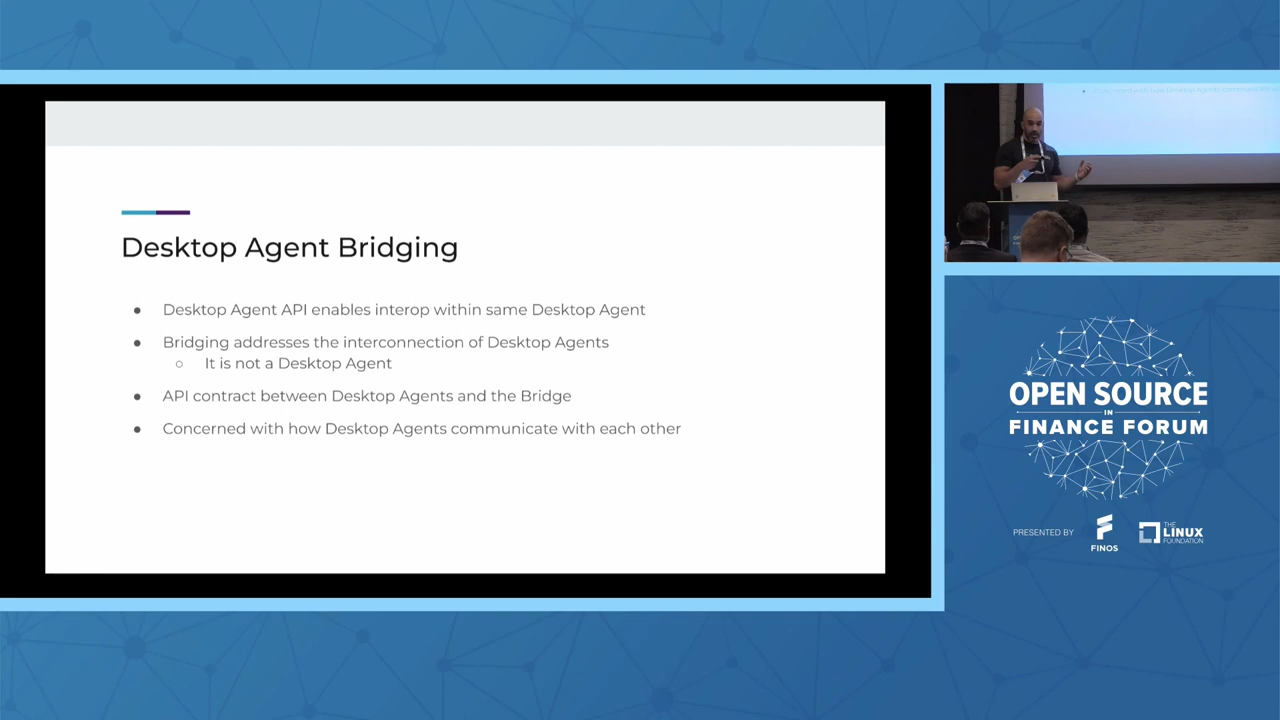 Desktop Agent Bridging
● Desktop Agent API enables interop within same Desktop Agent
● Bridging addresses the interconnection of Desktop Agents
○ It is not a Desktop Agent
● API contract between Desktop Agents and the Bridge
● Concerned with how Desktop Agents communicate with each other
OPEN SOURCE
IN
FINANCE FORUM
PRESENTED BY
FINOS
THE
LINUX
FOUNDATION